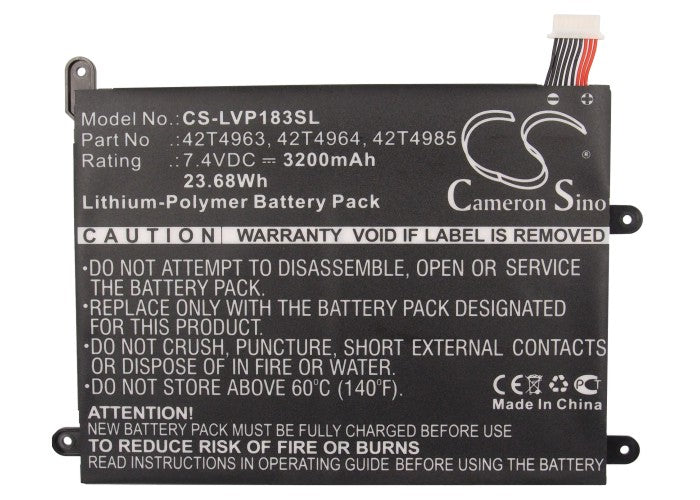 Model No.: CS-LVP183SL
Part No : 42T4963, 42T4964, 42T4985
Rating : 7.4VDC ⎓ 3200mAh
23.68Wh
Lithium-Polymer Battery Pack
CS
Cameron Sino
CAUTION WARRANTY VOID IF LABEL IS REMOVED
•DO NOT ATTEMPT TO DISASSEMBLE, OPEN OR SERVICE
THE BATTERY PACK.
•REPLACE ONLY WITH THE BATTERY PACK DESIGNATED
FOR THIS PRODUCT.
•DO NOT CRUSH, PUNCTURE, SHORT EXTERNAL CONTACTS
OR DISPOSE IN FIRE OR WATER.
•DO NOT STORE ABOVE 60°C (140°F).
CE PCT
Made In China
ATTENTION!
NEW BATTERY PACK MUST BE FULLY CHARGED BEFORE USE
TO REDUCE RISK OF FIRE OR BURNS
READ INSTRUCTIONS IN OPERATING GUIDE BEFORE BATTERY USE